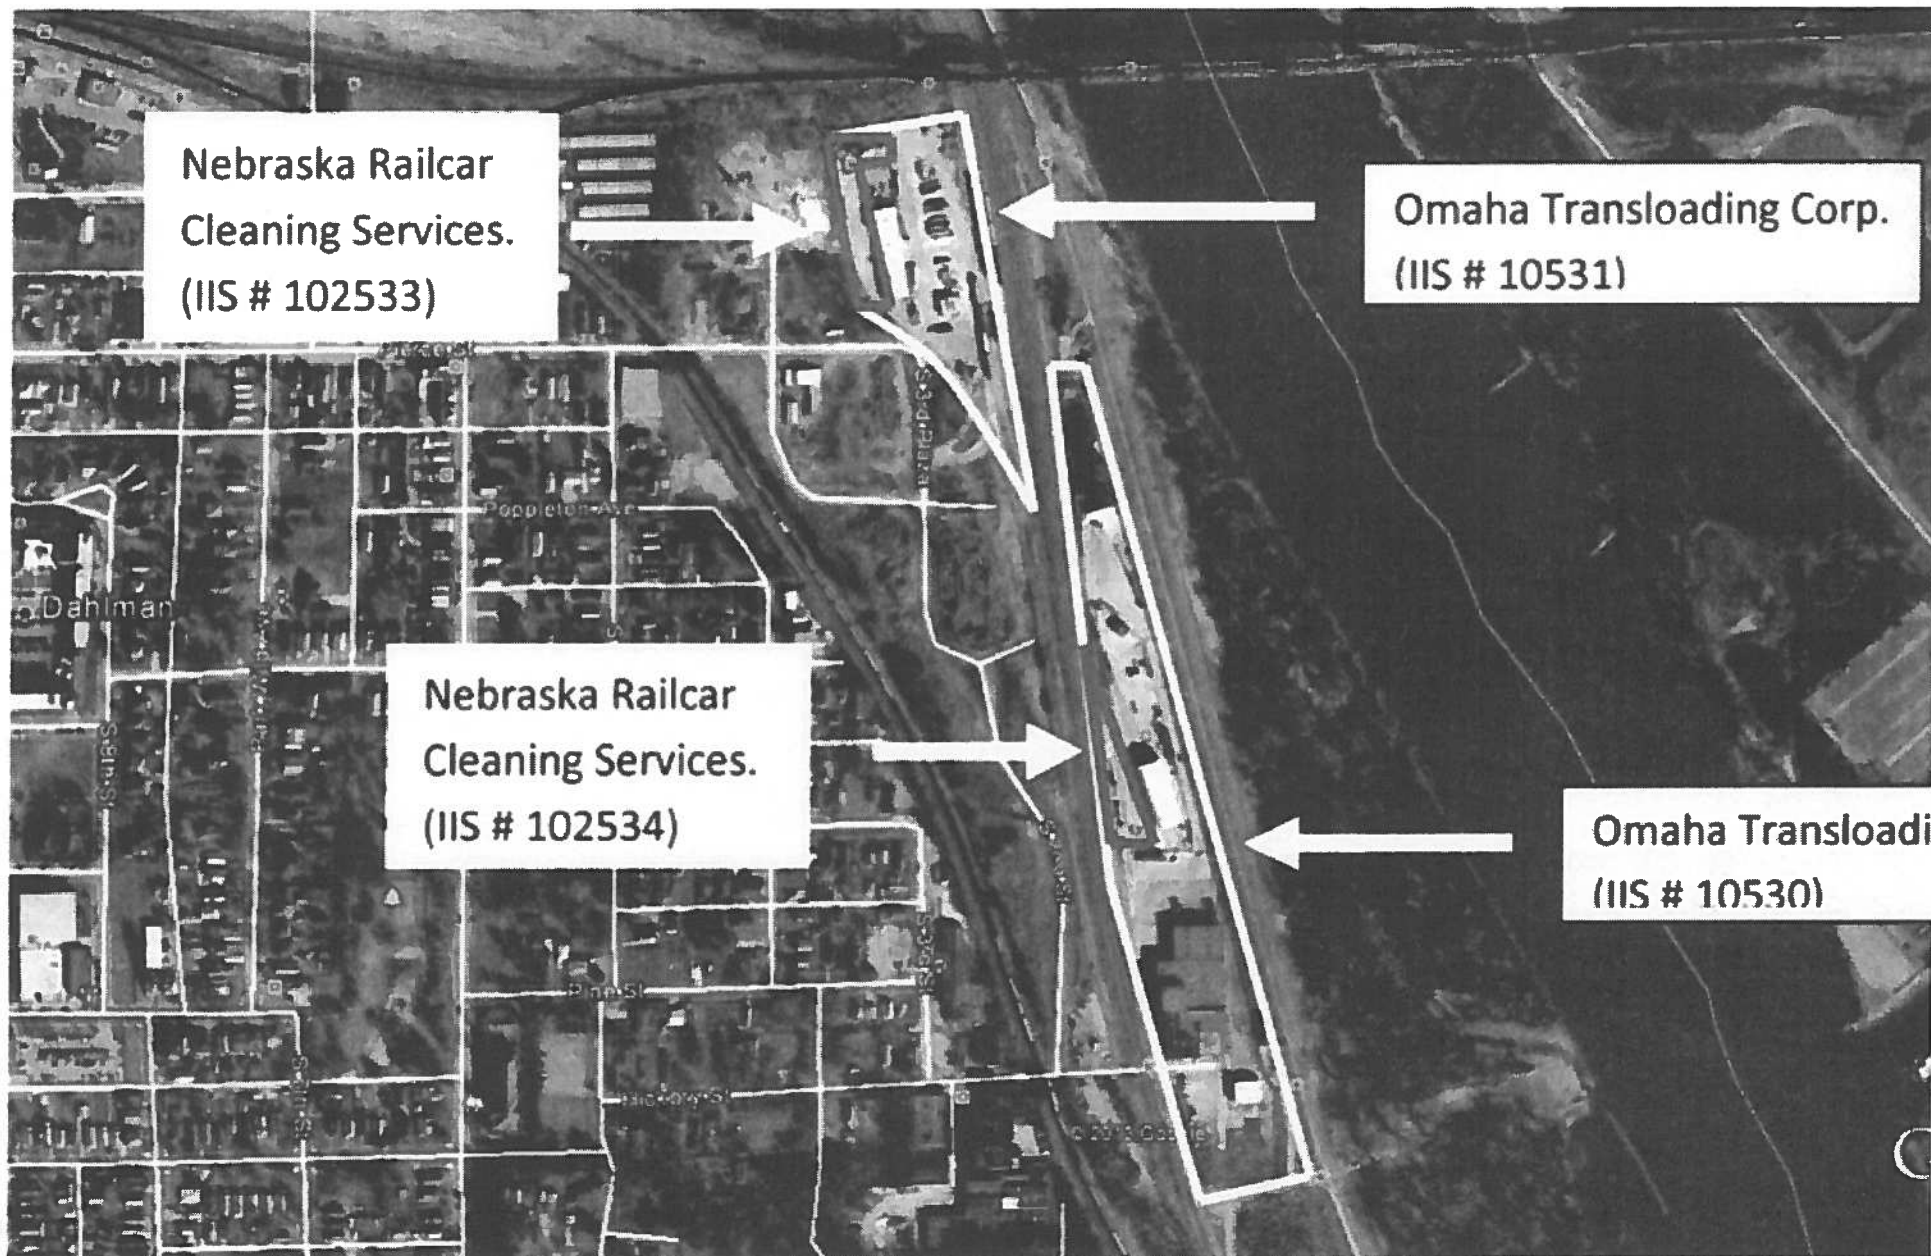 Nebraska Railcar
Cleaning Services.
(IIS # 102533)
Omaha Transloading Corp.
(IIS # 10531)
Poppleton Ave
Dahlman
Nebraska Railcar
Cleaning Services.
(IIS # 102534)
Omaha Transloadi
(IIS # 10530)
Pine St
Hickory St